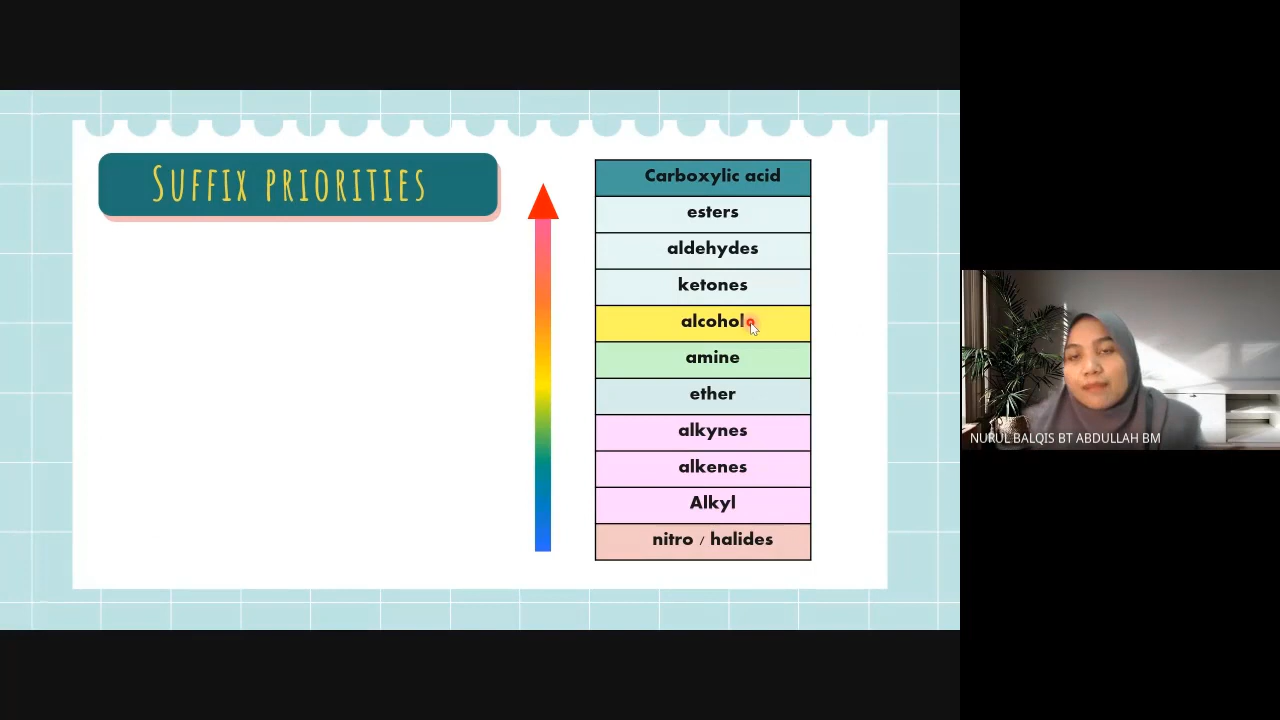 SUFFIX PRIORITIES
Carboxylic acid
esters
aldehydes
ketones
alcohol
amine
ether
alkynes
alkenes
Alkyl
nitro / halides
NURUL BALQIS BT ABDULLAH BM